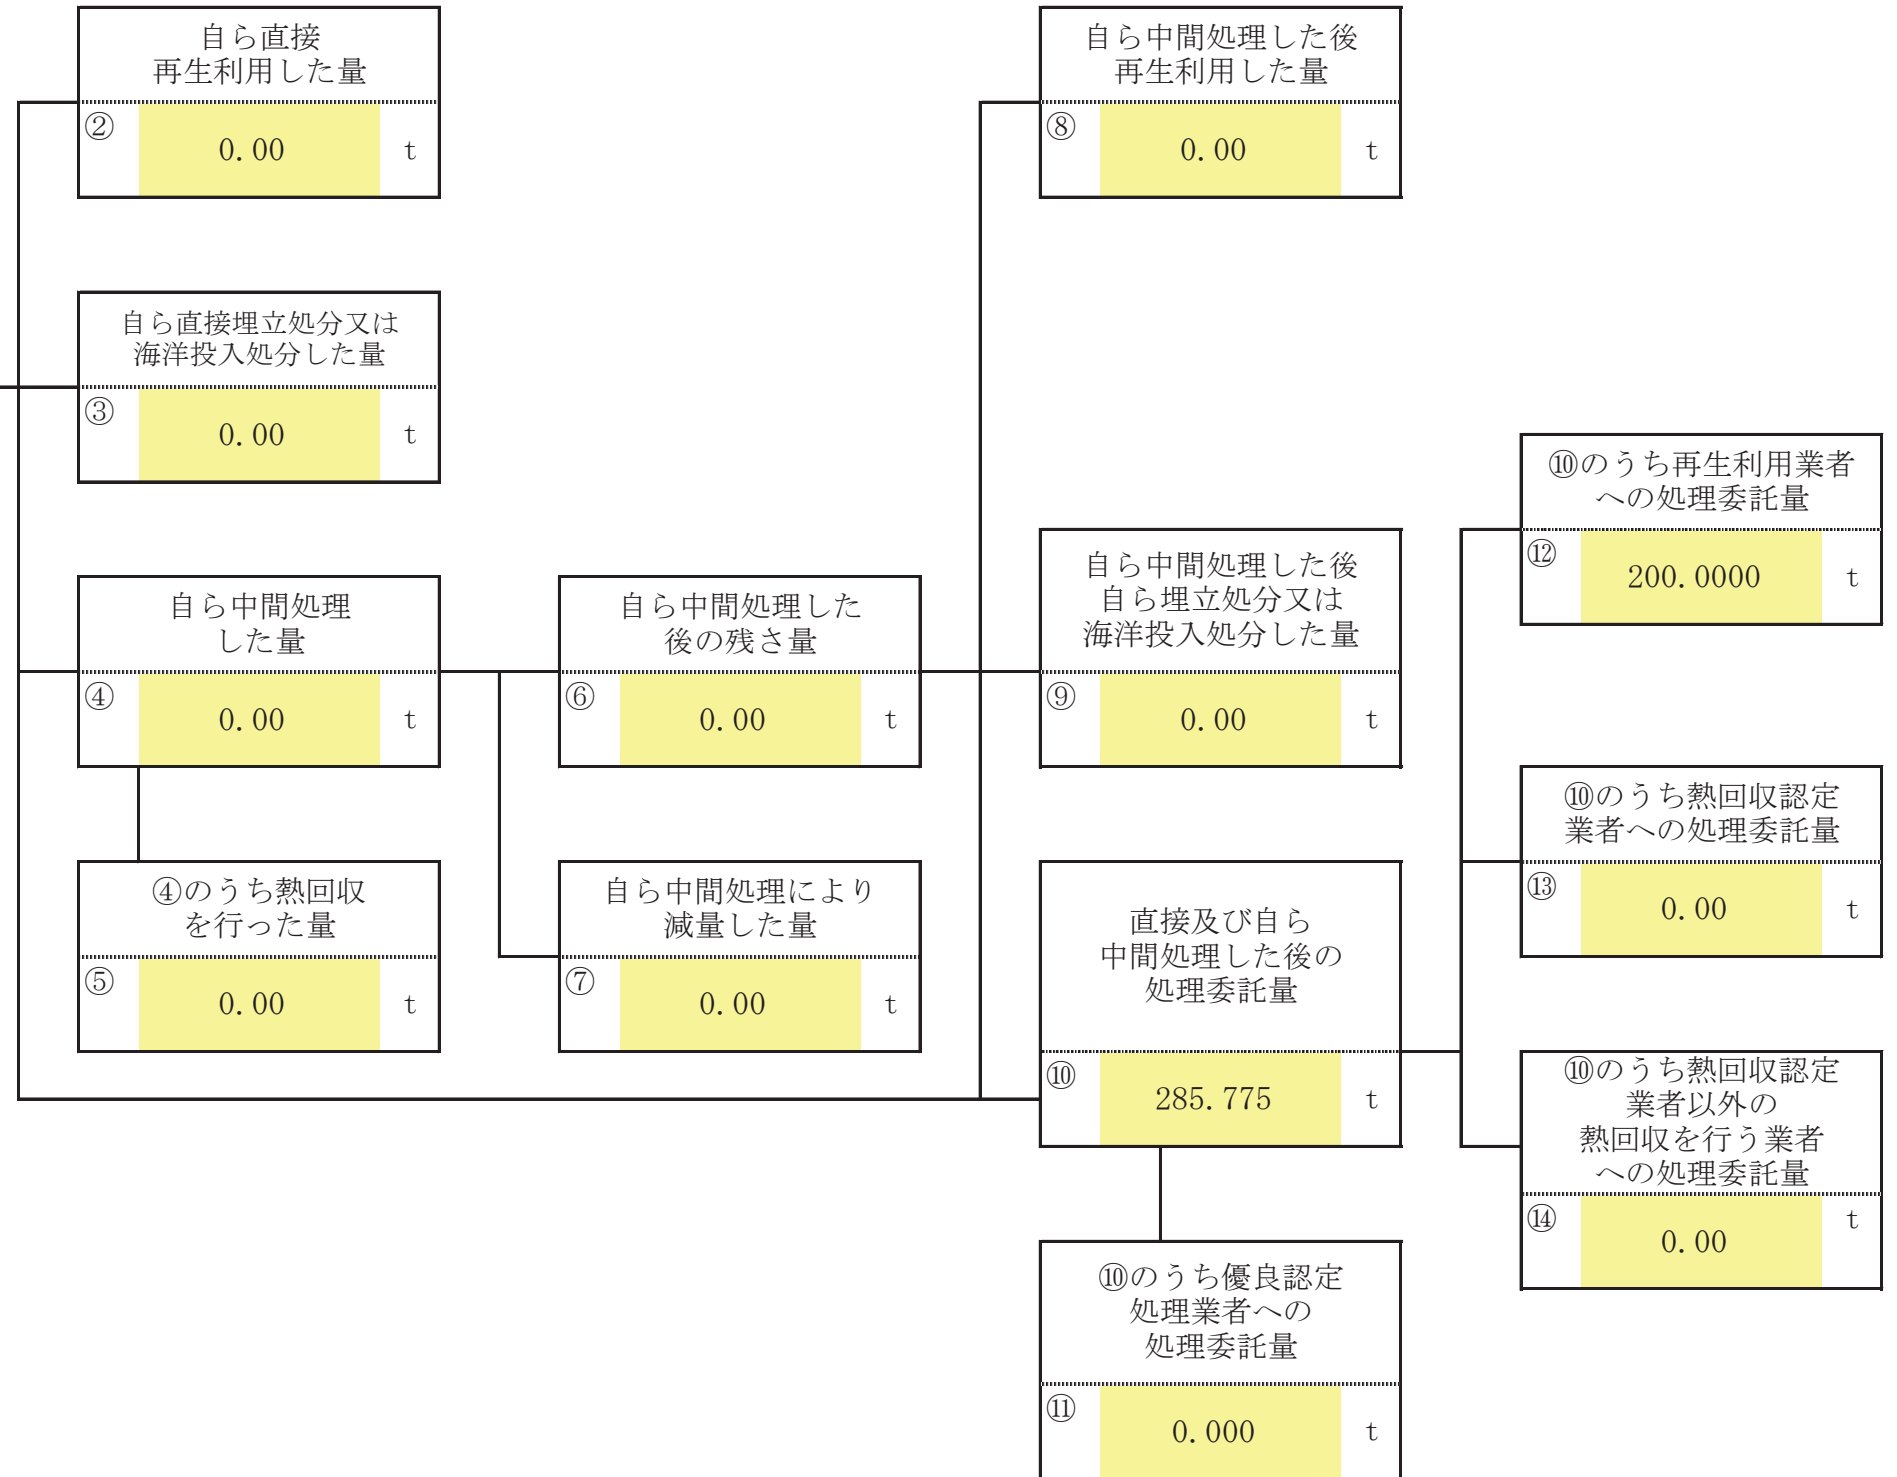 自ら直接
再生利用した量
②
0.00
t
自ら中間処理した後
再生利用した量
⑧
0.00
t
自ら直接埋立処分又は
海洋投入処分した量
③
0.00
t
⑩のうち再生利用業者
への処理委託量
⑫
200.0000
t
自ら中間処理
した量
④
0.00
t
自ら中間処理した
後の残さ量
⑥
0.00
t
自ら中間処理した後
自ら埋立処分又は
海洋投入処分した量
⑨
0.00
t
⑩のうち熱回収認定
業者への処理委託量
⑬
0.00
t
④のうち熱回収
を行った量
⑤
0.00
t
自ら中間処理により
減量した量
⑦
0.00
t
直接及び自ら
中間処理した後の
処理委託量
⑩
285.775
t
⑩のうち熱回収認定
業者以外の
熱回収を行う業者
への処理委託量
⑭
0.00
t
⑩のうち優良認定
処理業者への
処理委託量
⑪
0.000
t